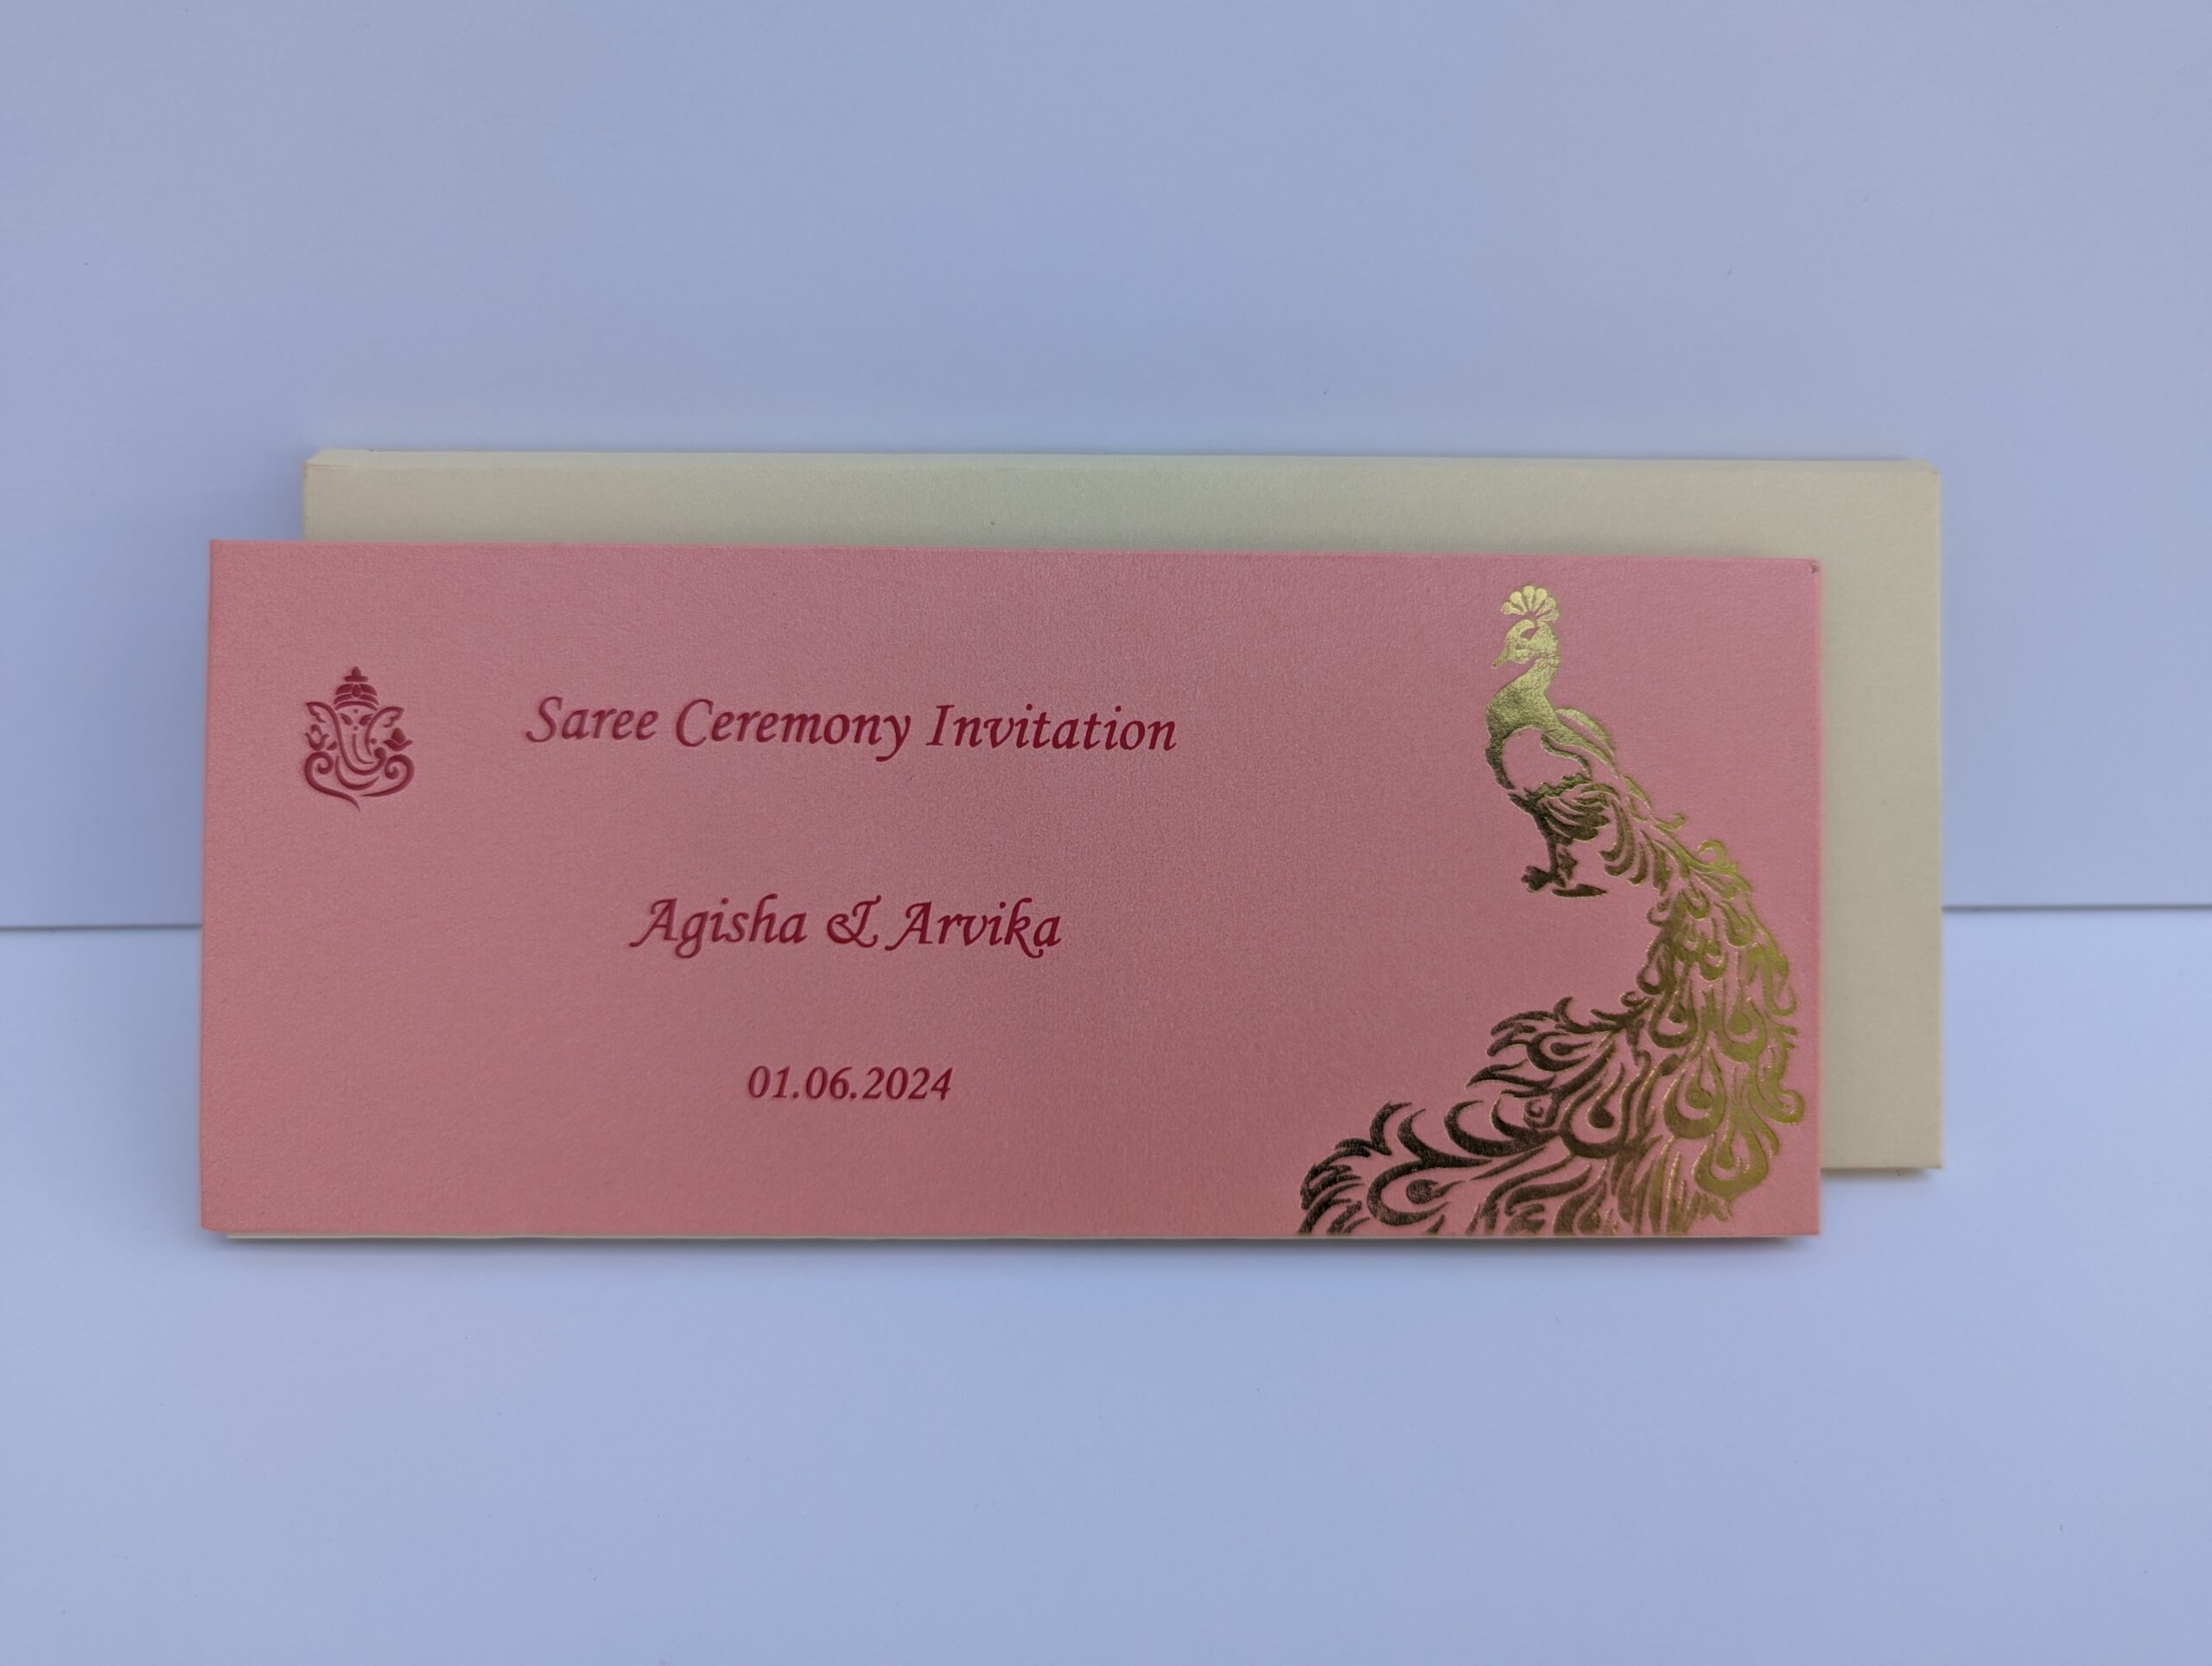 Saree Ceremony Invitation
Agisha & Arvika
01.06.2024